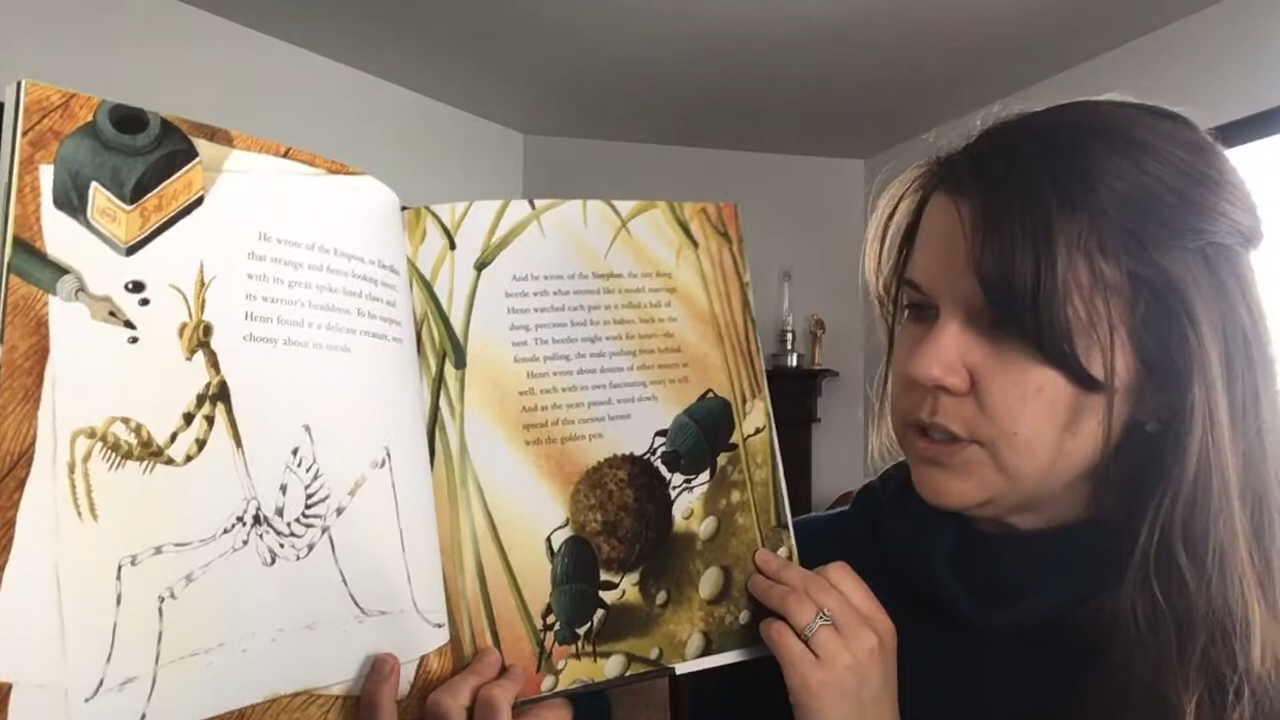 He wrote of the Empusa, or Devilkin,
that strange and fierce-looking insect,
with its great spike-lined claws and
its warrior's headdress. To his surprise,
Henri found it a delicate creature, very
choosy about its meals.
And he wrote of the Sisyphus, the tiny dung
beetle with what seemed like a model marriage.
Henri watched each pair as it rolled a ball of
dung, precious food for its babies, back to the
nest. The beetles might work for hours—the
female pulling, the male pushing from behind.
Henri wrote about dozens of other insects as
well, each with its own fascinating story to tell.
And as the years passed, word slowly
spread of this curious hermit
with the golden pen.